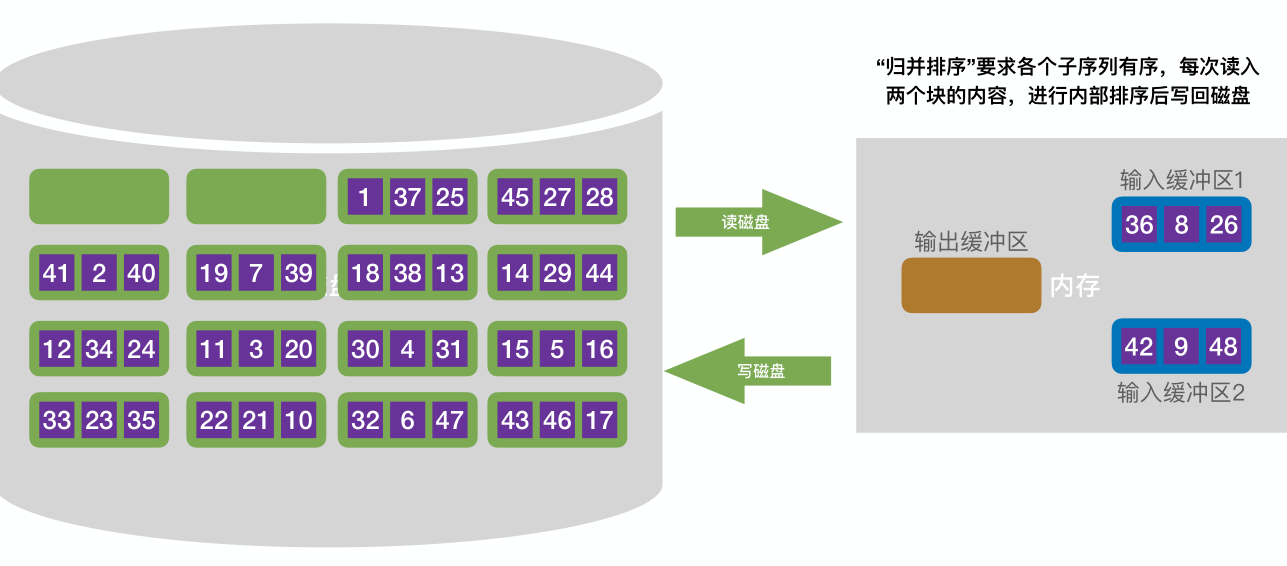 “归并排序”要求各个子序列有序，每次读入
两个块的内容，进行内部排序后写回磁盘
1 37 25 45 27 28
41 2 40 19 7 39 18 38 13 14 29 44
12 34 24 11 3 20 30 4 31 15 5 16
33 23 35 22 21 10 32 6 47 43 46 17
盘
读磁盘
写磁盘
输入缓冲区1
36 8 26
输出缓冲区
内存
42 9 48
输入缓冲区2